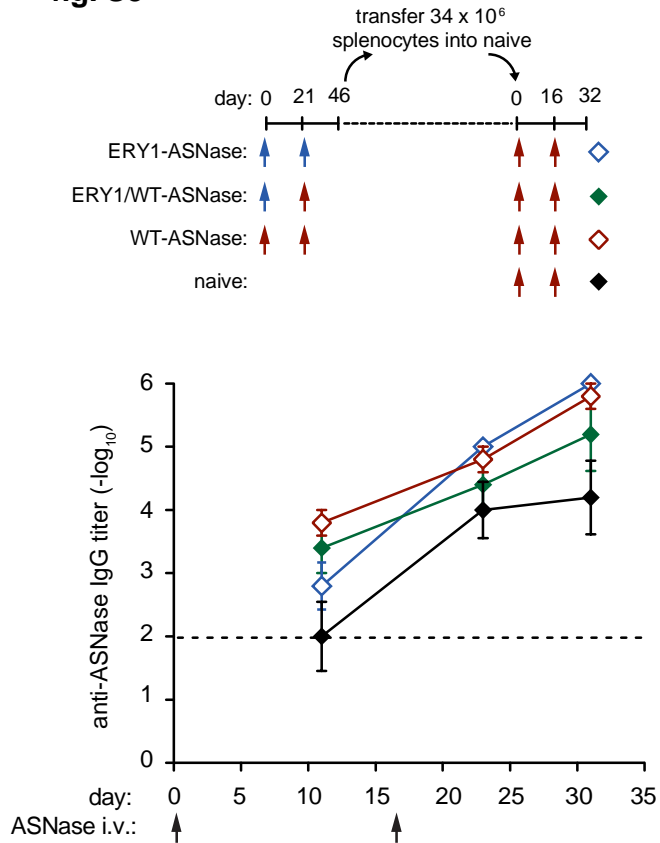 transfer 34 x 10⁶
splenocytes into naive
day: 0 21 46 0 16 32
ERY1-ASNase:
ERY1/WT-ASNase:
WT-ASNase:
naive:
anti-ASNase IgG titer (-log₁₀)
6
5
4
3
2
1
0
day: 0 5 10 15 20 25 30 35
ASNase i.v.: